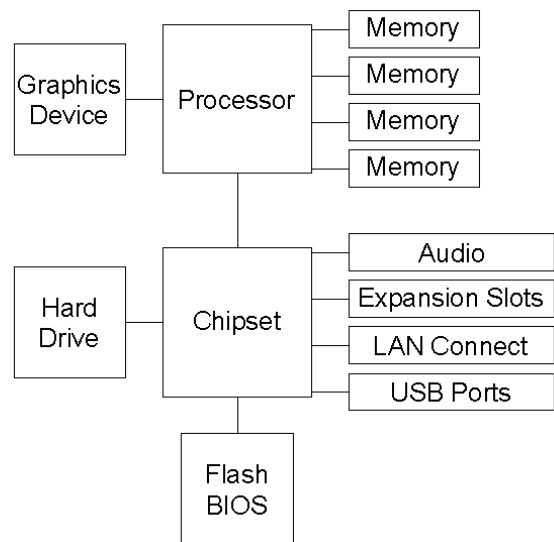 Graphics
Device
Processor
Memory
Memory
Memory
Memory
Hard
Drive
Chipset
Audio
Expansion Slots
LAN Connect
USB Ports
Flash
BIOS